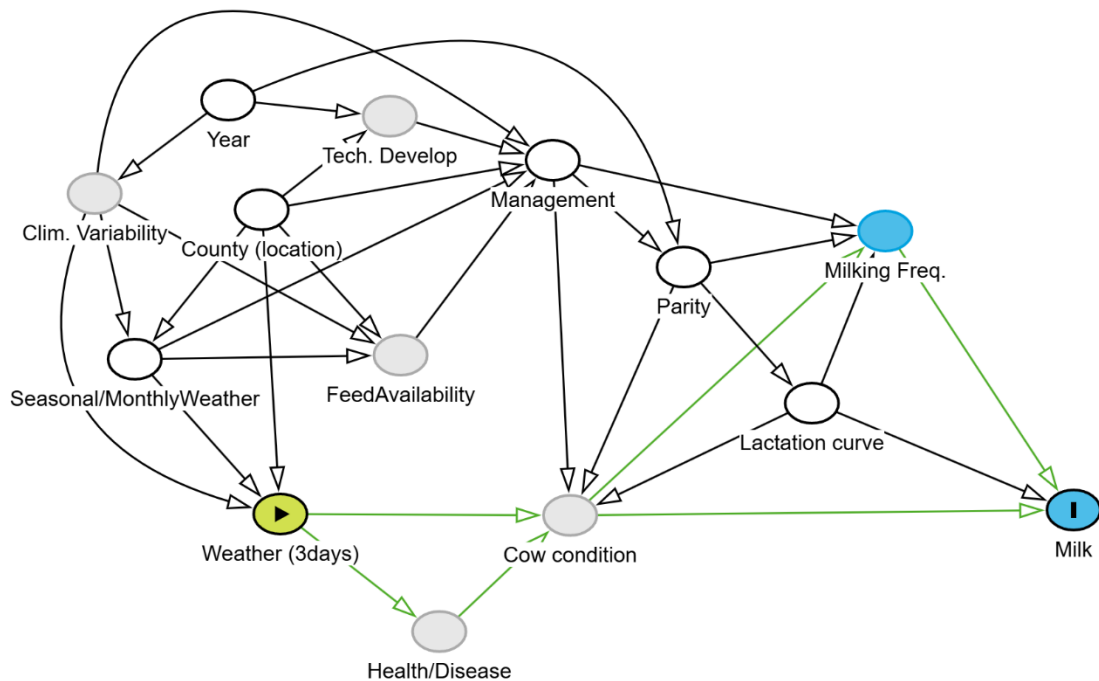 Year
Tech. Develop
Management
Clim. Variability
County (location)
Milking Freq.
Parity
Seasonal/MonthlyWeather
FeedAvailability
Lactation curve
Weather (3days)
Cow condition
Milk
Health/Disease